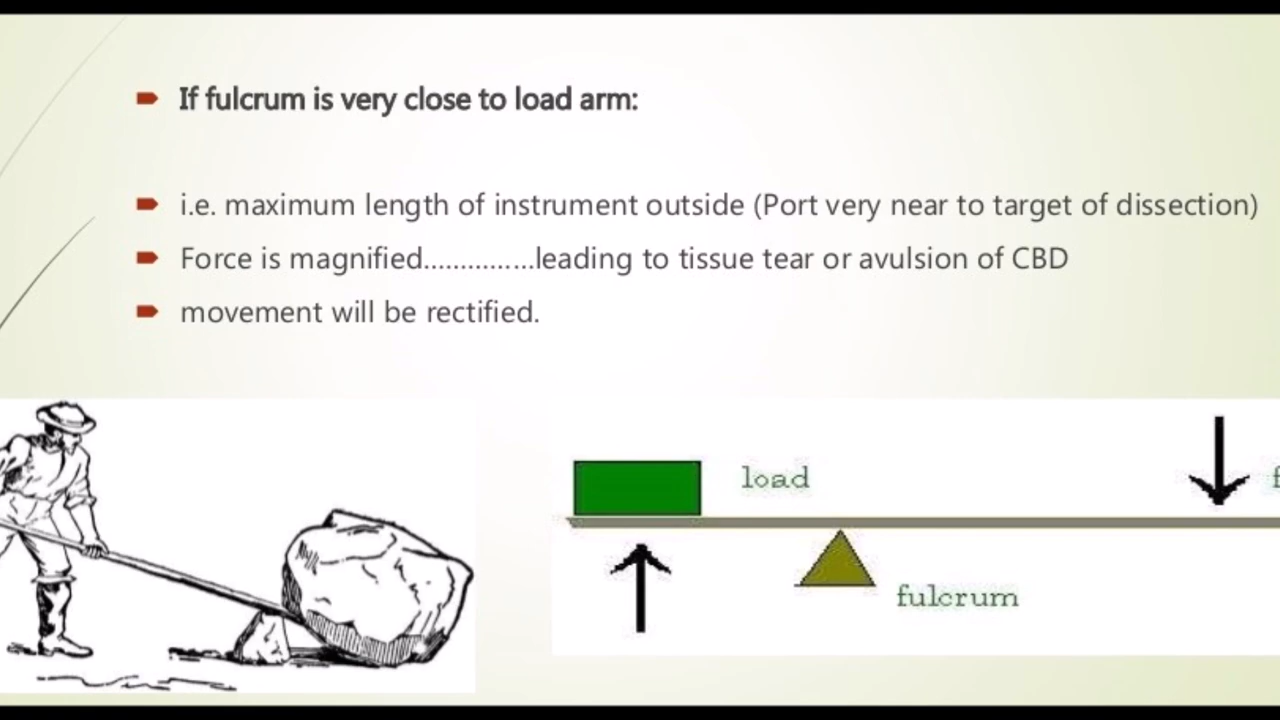 If fulcrum is very close to load arm:
i.e. maximum length of instrument outside (Port very near to target of dissection)
Force is magnified...............leading to tissue tear or avulsion of CBD
movement will be rectified.
load
fulcrum